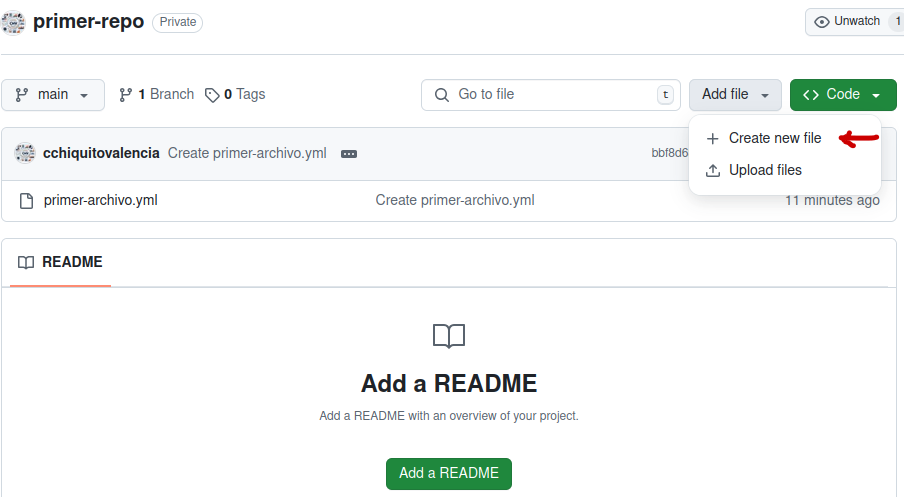 primer-repo Private Unwatch 1
main 1 Branch 0 Tags Go to file t Add file Code
Create new file
cchiquitovalencia Create primer-archivo.yml bbf8d6
Upload files
primer-archivo.yml Create primer-archivo.yml 11 minutes ago
README
Add a README
Add a README with an overview of your project.
Add a README